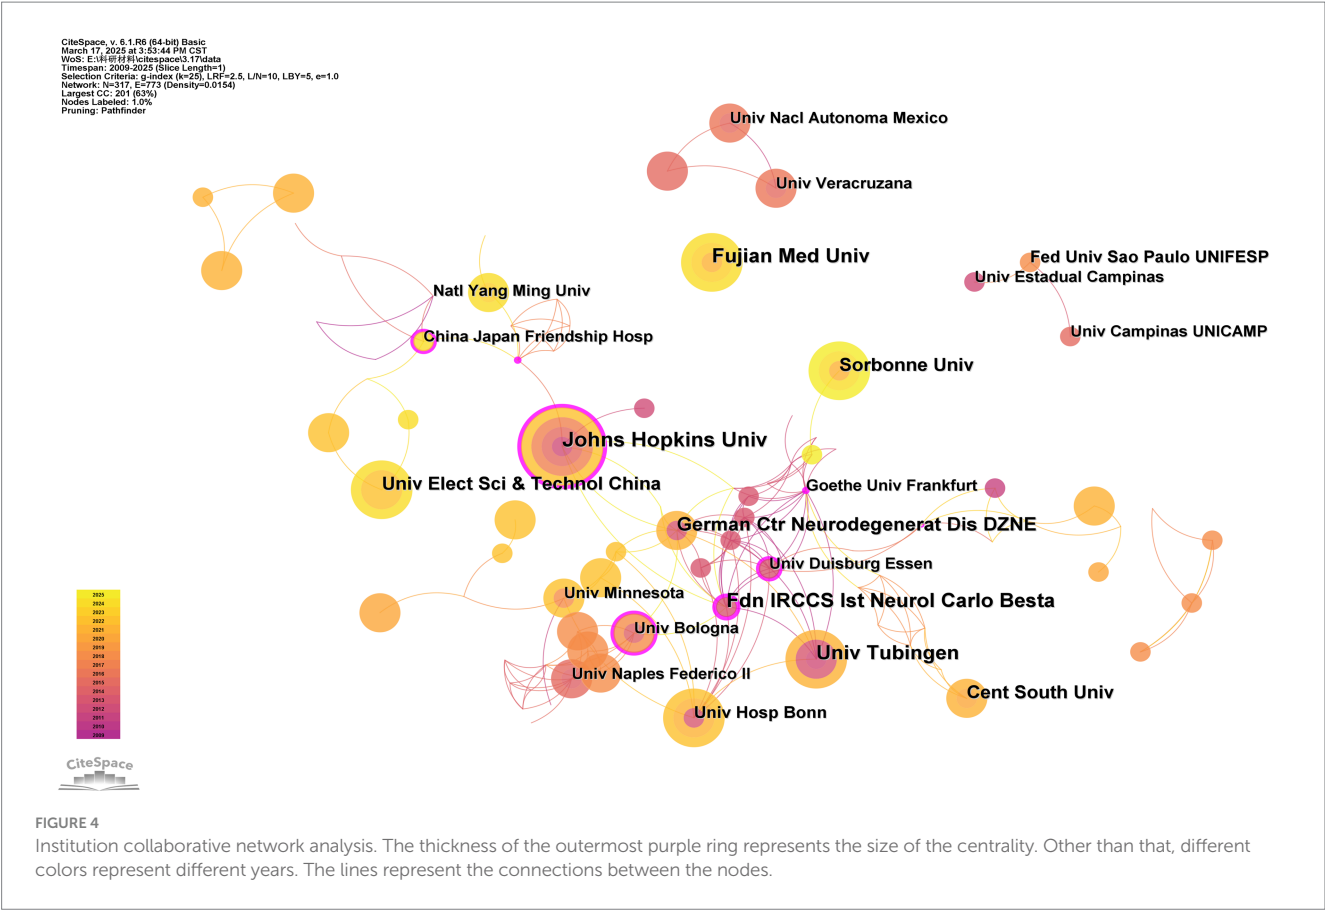 CiteSpace, v. 6.1.R6 (64-bit) Basic
March 17, 2025 at 3:53:44 PM CST
WoS: E:\科研材料\citespace\3.17\data
Timespan: 2009-2025 (Slice Length=1)
Selection Criteria: g-index (k=25), LRF=2.5, L/N=10, LBY=5, e=1.0
Network: N=317, E=773 (Density=0.0154)
Largest CC: 201 (63%)
Nodes Labeled: 1.0%
Pruning: Pathfinder
Univ Nacl Autonoma Mexico
Univ Veracruzana
Fujian Med Univ
Fed Univ Sao Paulo UNIFESP
Univ Estadual Campinas
Natl Yang Ming Univ
Univ Campinas UNICAMP
China Japan Friendship Hosp
Sorbonne Univ
Johns Hopkins Univ
Univ Elect Sci & Technol China
Goethe Univ Frankfurt
German Ctr Neurodegenerat Dis DZNE
Univ Duisburg Essen
Univ Minnesota
Fdn IRCCS Ist Neurol Carlo Besta
Univ Bologna
Univ Tubingen
Univ Naples Federico II
Cent South Univ
Univ Hosp Bonn
2025
2024
2023
2022
2021
2020
2019
2018
2017
2016
2015
2014
2013
2012
2011
2010
2009
CiteSpace
FIGURE 4
Institution collaborative network analysis. The thickness of the outermost purple ring represents the size of the centrality. Other than that, different
colors represent different years. The lines represent the connections between the nodes.